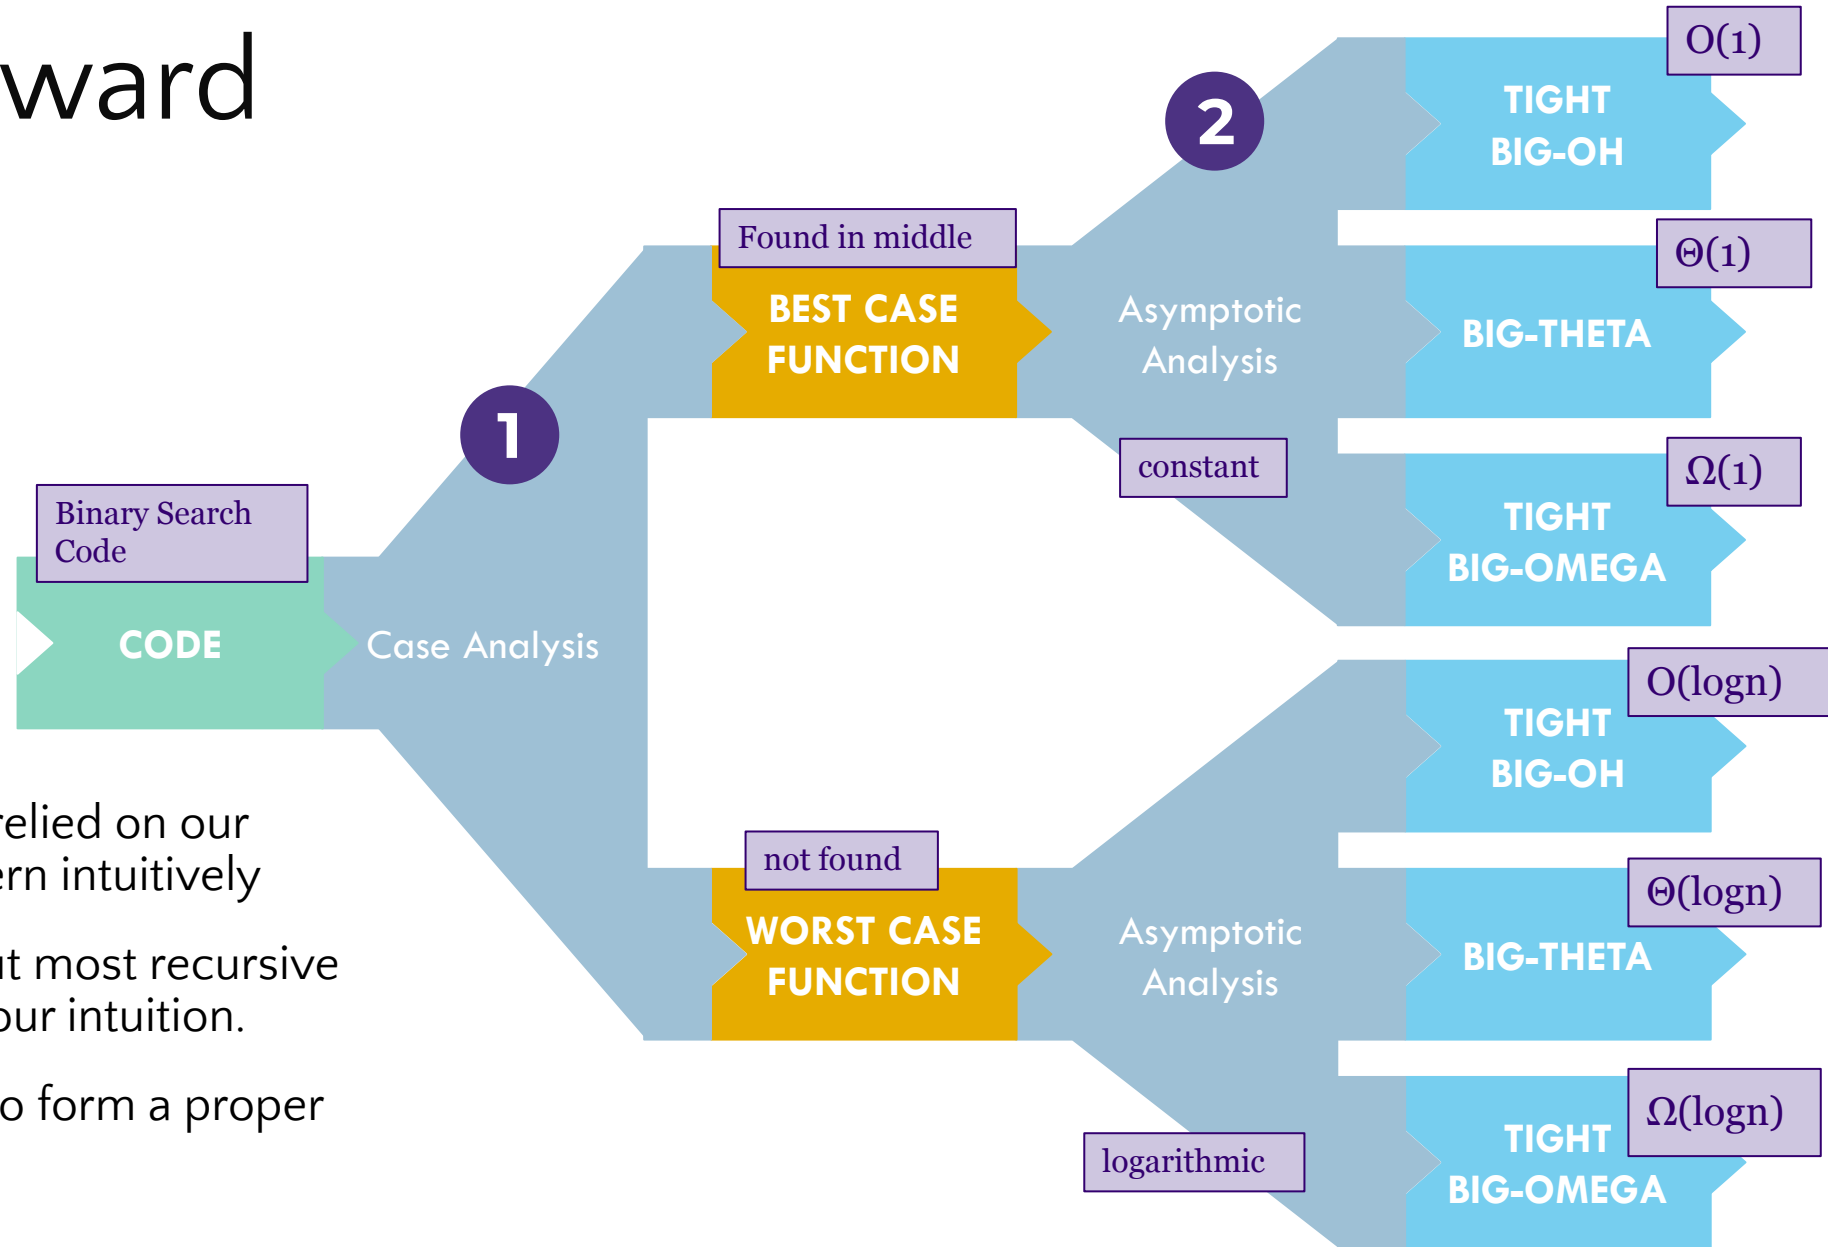 ward
2
O(1)
TIGHT
BIG-OH
Found in middle
BEST CASE
FUNCTION
Asymptotic
Analysis
Θ(1)
BIG-THETA
1
constant
Ω(1)
TIGHT
BIG-OMEGA
Binary Search
Code
CODE
Case Analysis
O(logn)
TIGHT
BIG-OH
relied on our
ern intuitively
not found
WORST CASE
FUNCTION
Asymptotic
Analysis
Θ(logn)
BIG-THETA
ut most recursive
our intuition.
o form a proper
logarithmic
Ω(logn)
TIGHT
BIG-OMEGA